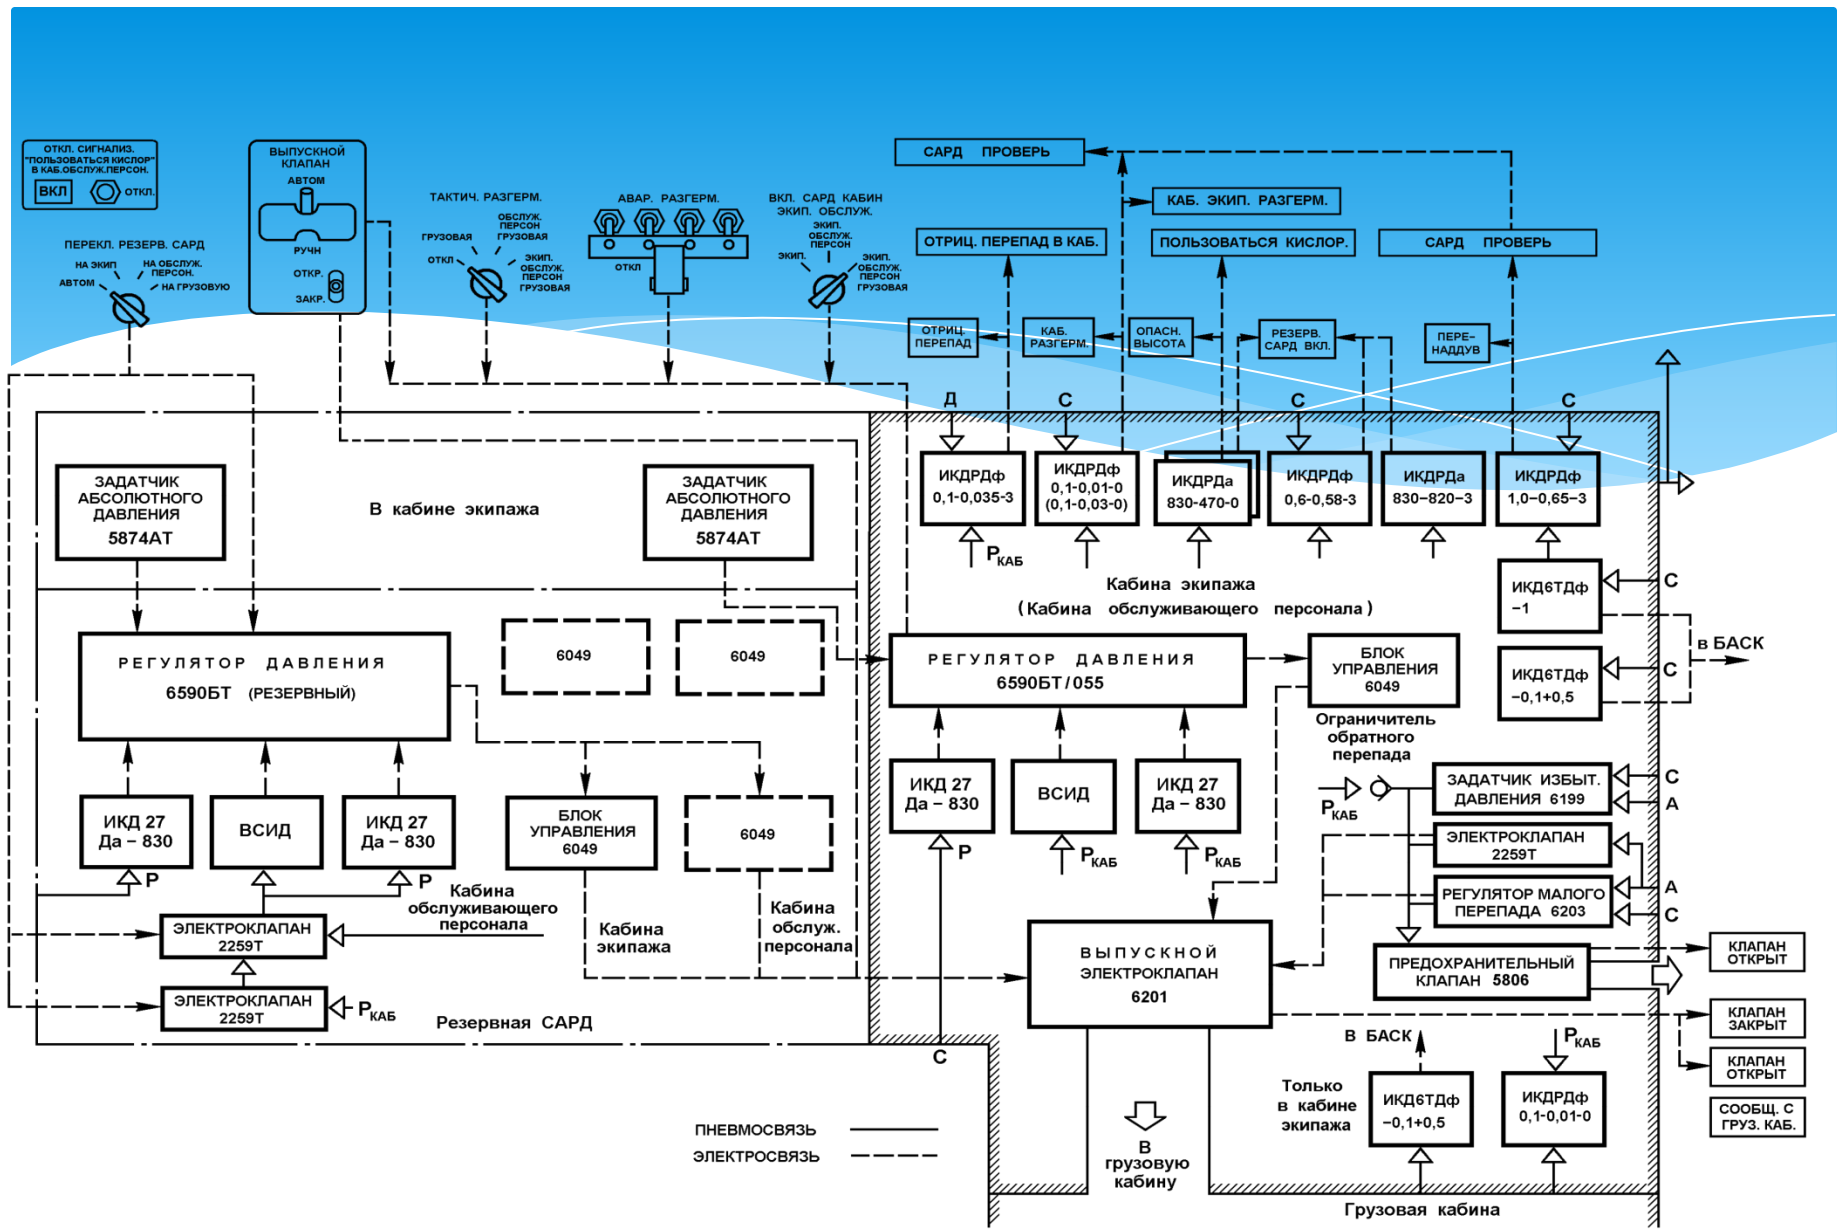 ОТКЛ. СИГНАЛИЗ.
"ПОЛЬЗОВАТЬСЯ КИСЛОР"
В КАБ.ОБСЛУЖ.ПЕРСОН.
ВКЛ
ОТКЛ.
ПЕРЕКЛ. РЕЗЕРВ. САРД
НА ЭКИП
НА ОБСЛУЖ.
ПЕРСОН.
АВТОМ
НА ГРУЗОВУЮ
ВЫПУСКНОЙ
КЛАПАН
АВТОМ
РУЧН
ОТКР.
ЗАКР.
ТАКТИЧ. РАЗГЕРМ.
ОБСЛУЖ.
ПЕРСОН
ГРУЗОВАЯ
ГРУЗОВАЯ
ОТКЛ
ЭКИП.
ОБСЛУЖ.
ПЕРСОН
ГРУЗОВАЯ
АВАР. РАЗГЕРМ.
ОТКЛ
ВКЛ. САРД КАБИН
ЭКИП. ОБСЛУЖ.
ЭКИП.
ОБСЛУЖ.
ПЕРСОН
ЭКИП.
ЭКИП.
ОБСЛУЖ.
ПЕРСОН
ГРУЗОВАЯ
САРД ПРОВЕРЬ
КАБ. ЭКИП. РАЗГЕРМ.
ОТРИЦ. ПЕРЕПАД В КАБ.
ПОЛЬЗОВАТЬСЯ КИСЛОР.
САРД ПРОВЕРЬ
ОТРИЦ.
ПЕРЕПАД
КАБ.
РАЗГЕРМ.
ОПАСН.
ВЫСОТА
РЕЗЕРВ.
САРД ВКЛ.
ПЕРЕ–
НАДДУВ
Д
С
С
С
ИКДРДф
0,1-0,035-3
ИКДРДф
0,1-0,01-0
(0,1-0,03-0)
ИКДРДа
830-470-0
ИКДРДф
0,6-0,58-3
ИКДРДа
830–820–3
ИКДРДф
1,0–0,65–3
РКАБ
Кабина экипажа
(Кабина обслуживающего персонала)
ИКД6ТДф
–1
С
ИКД6ТДф
–0,1+0,5
С
в БАСК
ЗАДАТЧИК
АБСОЛЮТНОГО
ДАВЛЕНИЯ
5874АТ
В кабине экипажа
ЗАДАТЧИК
АБСОЛЮТНОГО
ДАВЛЕНИЯ
5874АТ
РЕГУЛЯТОР ДАВЛЕНИЯ
6590БТ (РЕЗЕРВНЫЙ)
6049
6049
РЕГУЛЯТОР ДАВЛЕНИЯ
6590БТ/055
БЛОК
УПРАВЛЕНИЯ
6049
Ограничитель
обратного
перепада
РКАБ
ИКД 27
Да – 830
ВСИД
ИКД 27
Да – 830
Р
Р
БЛОК
УПРАВЛЕНИЯ
6049
6049
ИКД 27
Да – 830
ВСИД
ИКД 27
Да – 830
Р
РКАБ
РКАБ
ЗАДАТЧИК ИЗБЫТ.
ДАВЛЕНИЯ 6199
С
А
ЭЛЕКТРОКЛАПАН
2259Т
РЕГУЛЯТОР МАЛОГО
ПЕРЕПАДА 6203
А
С
Кабина
обслуживающего
персонала
ЭЛЕКТРОКЛАПАН
2259Т
ЭЛЕКТРОКЛАПАН
2259Т
РКАБ
Резервная САРД
Кабина
экипажа
Кабина
обслуж.
персонала
ВЫПУСКНОЙ
ЭЛЕКТРОКЛАПАН
6201
ПРЕДОХРАНИТЕЛЬНЫЙ
КЛАПАН 5806
КЛАПАН
ОТКРЫТ
КЛАПАН
ЗАКРЫТ
КЛАПАН
ОТКРЫТ
СООБЩ. С
ГРУЗ. КАБ.
С
В БАСК
РКАБ
Только
в кабине
экипажа
ИКД6ТДф
–0,1+0,5
ИКДРДф
0,1-0,01-0
В
грузовую
кабину
Грузовая кабина
ПНЕВМОСВЯЗЬ
ЭЛЕКТРОСВЯЗЬ